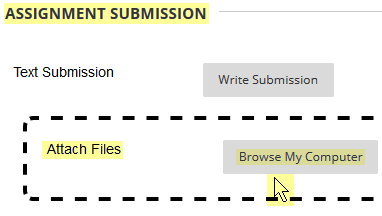 ASSIGNMENT SUBMISSION
Text Submission
Write Submission
Attach Files
Browse My Computer